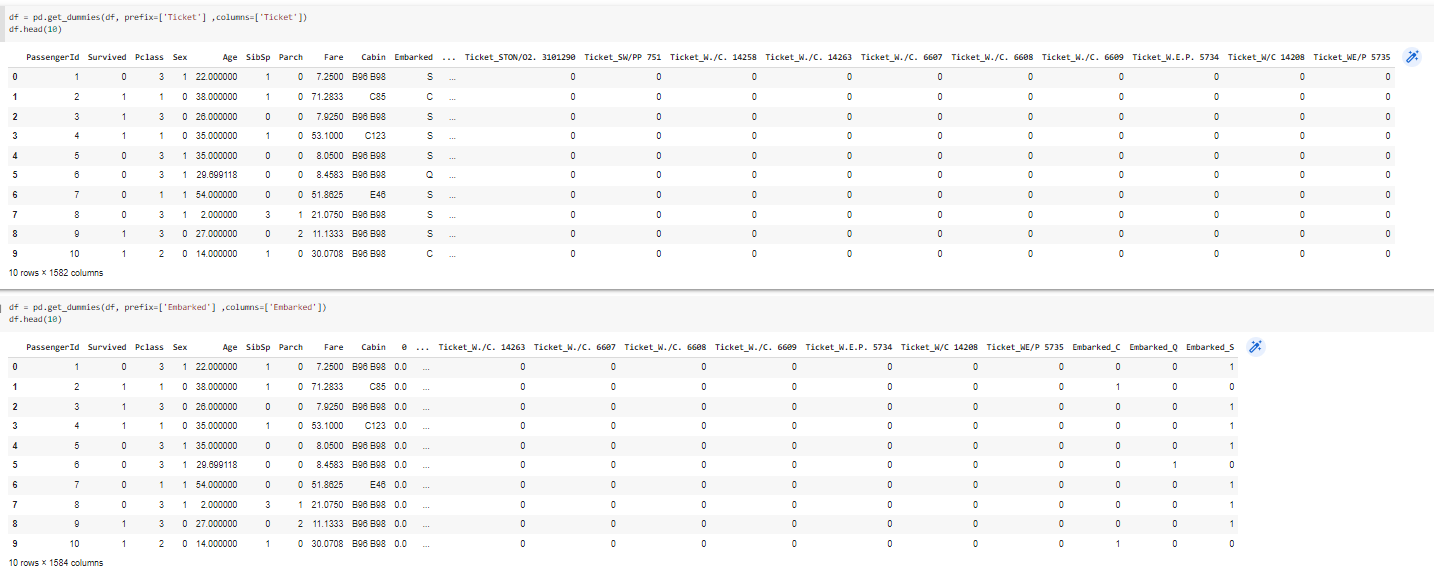 df = pd.get_dummies(df, prefix=['Ticket'] ,columns=['Ticket'])
df.head(10)
PassengerId Survived Pclass Sex Age SibSp Parch Fare Cabin Embarked ... Ticket_STON/O2. 3101290 Ticket_SW/PP 751 Ticket_W./C. 14258 Ticket_W./C. 14263 Ticket_W./C. 6607 Ticket_W./C. 6608 Ticket_W./C. 6609 Ticket_W.E.P. 5734 Ticket_W/C 14208 Ticket_WE/P 5735
0 1 0 3 1 22.000000 1 0 7.2500 B96 B98 S ... 0 0 0 0 0 0 0 0 0 0
1 2 1 1 0 38.000000 1 0 71.2833 C85 C ... 0 0 0 0 0 0 0 0 0 0
2 3 1 3 0 26.000000 0 0 7.9250 B96 B98 S ... 0 0 0 0 0 0 0 0 0 0
3 4 1 1 0 35.000000 1 0 53.1000 C123 S ... 0 0 0 0 0 0 0 0 0 0
4 5 0 3 1 35.000000 0 0 8.0500 B96 B98 S ... 0 0 0 0 0 0 0 0 0 0
5 6 0 3 1 29.699118 0 0 8.4583 B96 B98 Q ... 0 0 0 0 0 0 0 0 0 0
6 7 0 1 1 54.000000 0 0 51.8625 E46 S ... 0 0 0 0 0 0 0 0 0 0
7 8 0 3 1 2.000000 3 1 21.0750 B96 B98 S ... 0 0 0 0 0 0 0 0 0 0
8 9 1 3 0 27.000000 0 2 11.1333 B96 B98 S ... 0 0 0 0 0 0 0 0 0 0
9 10 1 2 0 14.000000 1 0 30.0708 B96 B98 C ... 0 0 0 0 0 0 0 0 0 0
10 rows × 1582 columns
df = pd.get_dummies(df, prefix=['Embarked'] ,columns=['Embarked'])
df.head(10)
PassengerId Survived Pclass Sex Age SibSp Parch Fare Cabin 0 ... Ticket_W./C. 14263 Ticket_W./C. 6607 Ticket_W./C. 6608 Ticket_W./C. 6609 Ticket_W.E.P. 5734 Ticket_W/C 14208 Ticket_WE/P 5735 Embarked_C Embarked_Q Embarked_S
0 1 0 3 1 22.000000 1 0 7.2500 B96 B98 0.0 ... 0 0 0 0 0 0 0 0 0 1
1 2 1 1 0 38.000000 1 0 71.2833 C85 0.0 ... 0 0 0 0 0 0 0 1 0 0
2 3 1 3 0 26.000000 0 0 7.9250 B96 B98 0.0 ... 0 0 0 0 0 0 0 0 0 1
3 4 1 1 0 35.000000 1 0 53.1000 C123 0.0 ... 0 0 0 0 0 0 0 0 0 1
4 5 0 3 1 35.000000 0 0 8.0500 B96 B98 0.0 ... 0 0 0 0 0 0 0 0 0 1
5 6 0 3 1 29.699118 0 0 8.4583 B96 B98 0.0 ... 0 0 0 0 0 0 0 0 1 0
6 7 0 1 1 54.000000 0 0 51.8625 E46 0.0 ... 0 0 0 0 0 0 0 0 0 1
7 8 0 3 1 2.000000 3 1 21.0750 B96 B98 0.0 ... 0 0 0 0 0 0 0 0 0 1
8 9 1 3 0 27.000000 0 2 11.1333 B96 B98 0.0 ... 0 0 0 0 0 0 0 0 0 1
9 10 1 2 0 14.000000 1 0 30.0708 B96 B98 0.0 ... 0 0 0 0 0 0 0 1 0 0
10 rows × 1584 columns